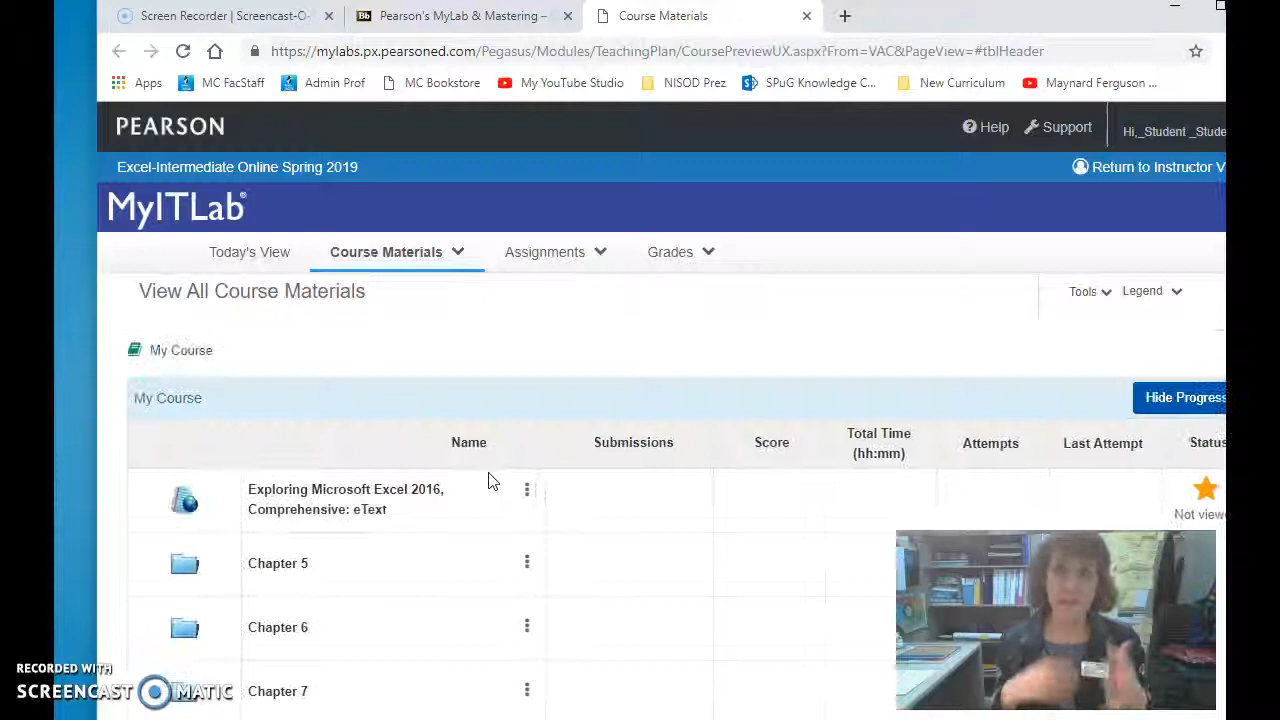 Screen Recorder | Screencast-O-
Pearson's MyLab & Mastering –
Course Materials
https://mylabs.px.pearsoned.com/Pegasus/Modules/TeachingPlan/CoursePreviewUX.aspx?From=VAC&PageView=#tblHeader
Apps MC FacStaff Admin Prof MC Bookstore My YouTube Studio NISOD Prez SPuG Knowledge C... New Curriculum Maynard Ferguson ...
PEARSON
Help Support Hi,_Student _Stude
Excel-Intermediate Online Spring 2019
Return to Instructor V
MyITLab®
Today's View Course Materials Assignments Grades
View All Course Materials
Tools Legend
My Course
My Course
Hide Progress
Name Submissions Score Total Time (hh:mm) Attempts Last Attempt Status
Exploring Microsoft Excel 2016,
Comprehensive: eText
Not view
Chapter 5
Chapter 6
Chapter 7
RECORDED WITH
SCREENCAST MATIC